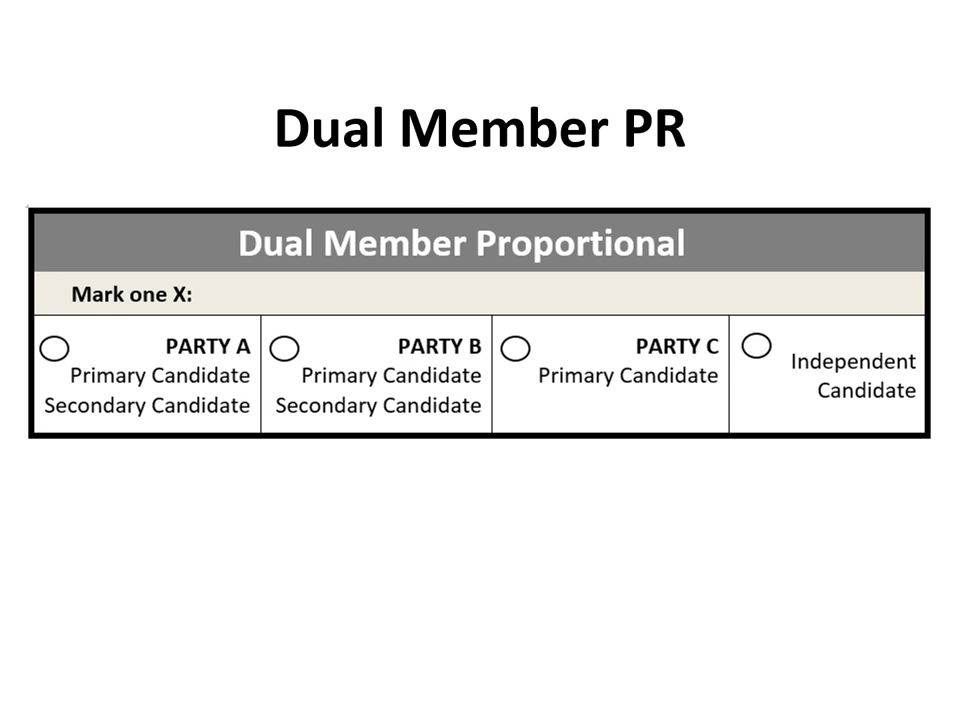 Dual Member PR
Dual Member Proportional
Mark one X:
PARTY A
Primary Candidate
Secondary Candidate
PARTY B
Primary Candidate
Secondary Candidate
PARTY C
Primary Candidate
Independent
Candidate